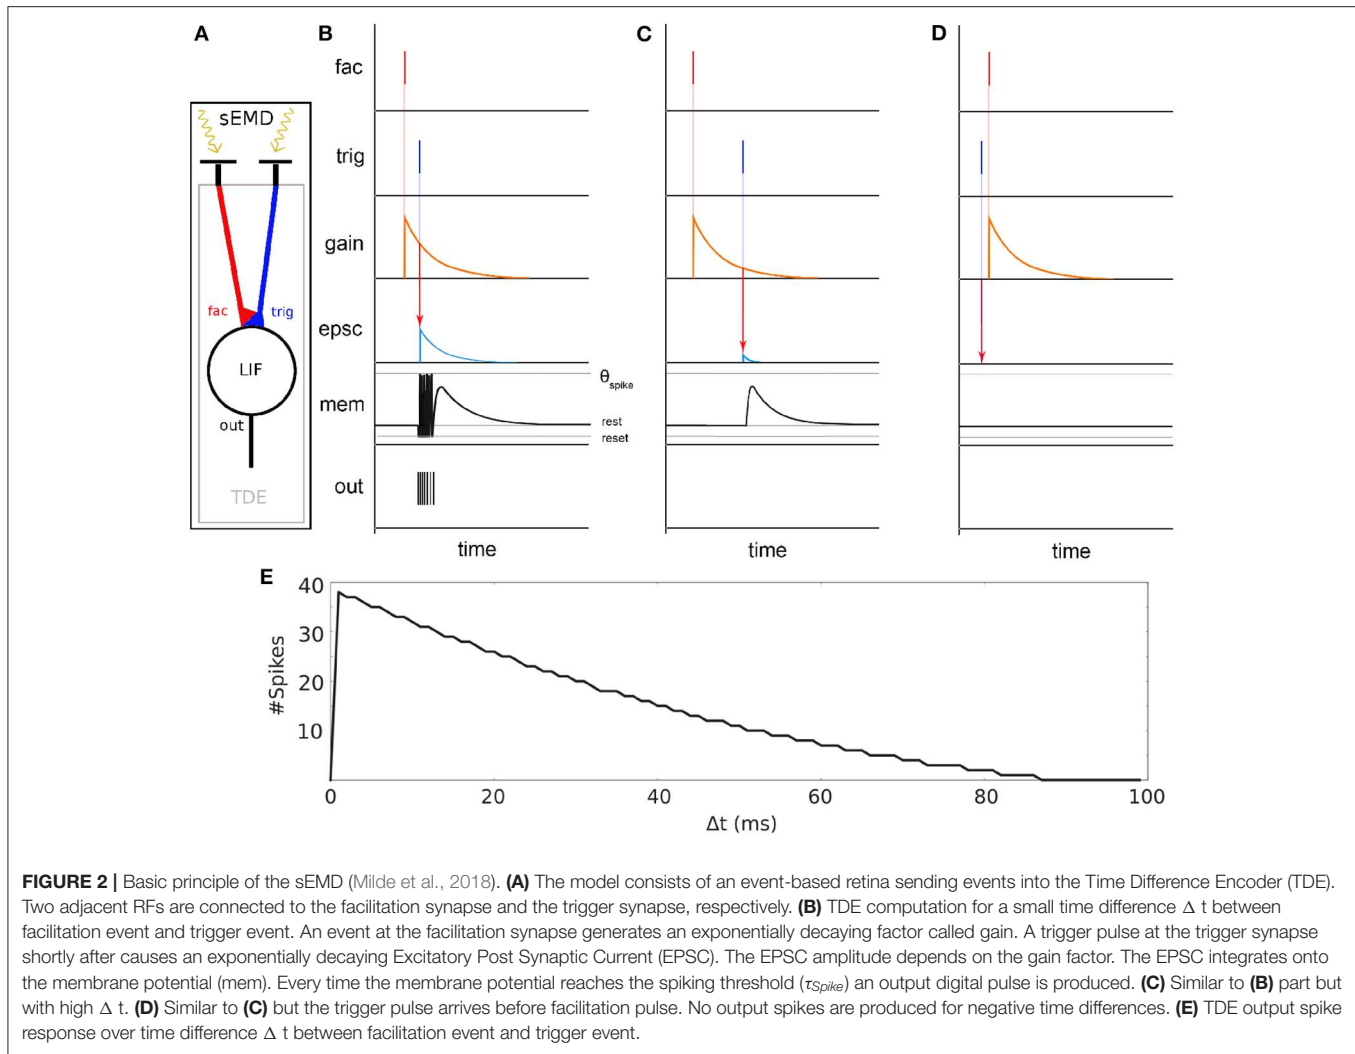 A
B
C
D
fac
trig
gain
epsc
mem
out
sEMD
fac
trig
LIF
out
TDE
θspike
rest
reset
time
time
time
E
40
30
20
10
#Spikes
0
20
40
60
80
100
Δt (ms)
FIGURE 2 | Basic principle of the sEMD (Milde et al., 2018). (A) The model consists of an event-based retina sending events into the Time Difference Encoder (TDE).
Two adjacent RFs are connected to the facilitation synapse and the trigger synapse, respectively. (B) TDE computation for a small time difference Δ t between
facilitation event and trigger event. An event at the facilitation synapse generates an exponentially decaying factor called gain. A trigger pulse at the trigger synapse
shortly after causes an exponentially decaying Excitatory Post Synaptic Current (EPSC). The EPSC amplitude depends on the gain factor. The EPSC integrates onto
the membrane potential (mem). Every time the membrane potential reaches the spiking threshold (τSpike) an output digital pulse is produced. (C) Similar to (B) part but
with high Δ t. (D) Similar to (C) but the trigger pulse arrives before facilitation pulse. No output spikes are produced for negative time differences. (E) TDE output spike
response over time difference Δ t between facilitation event and trigger event.